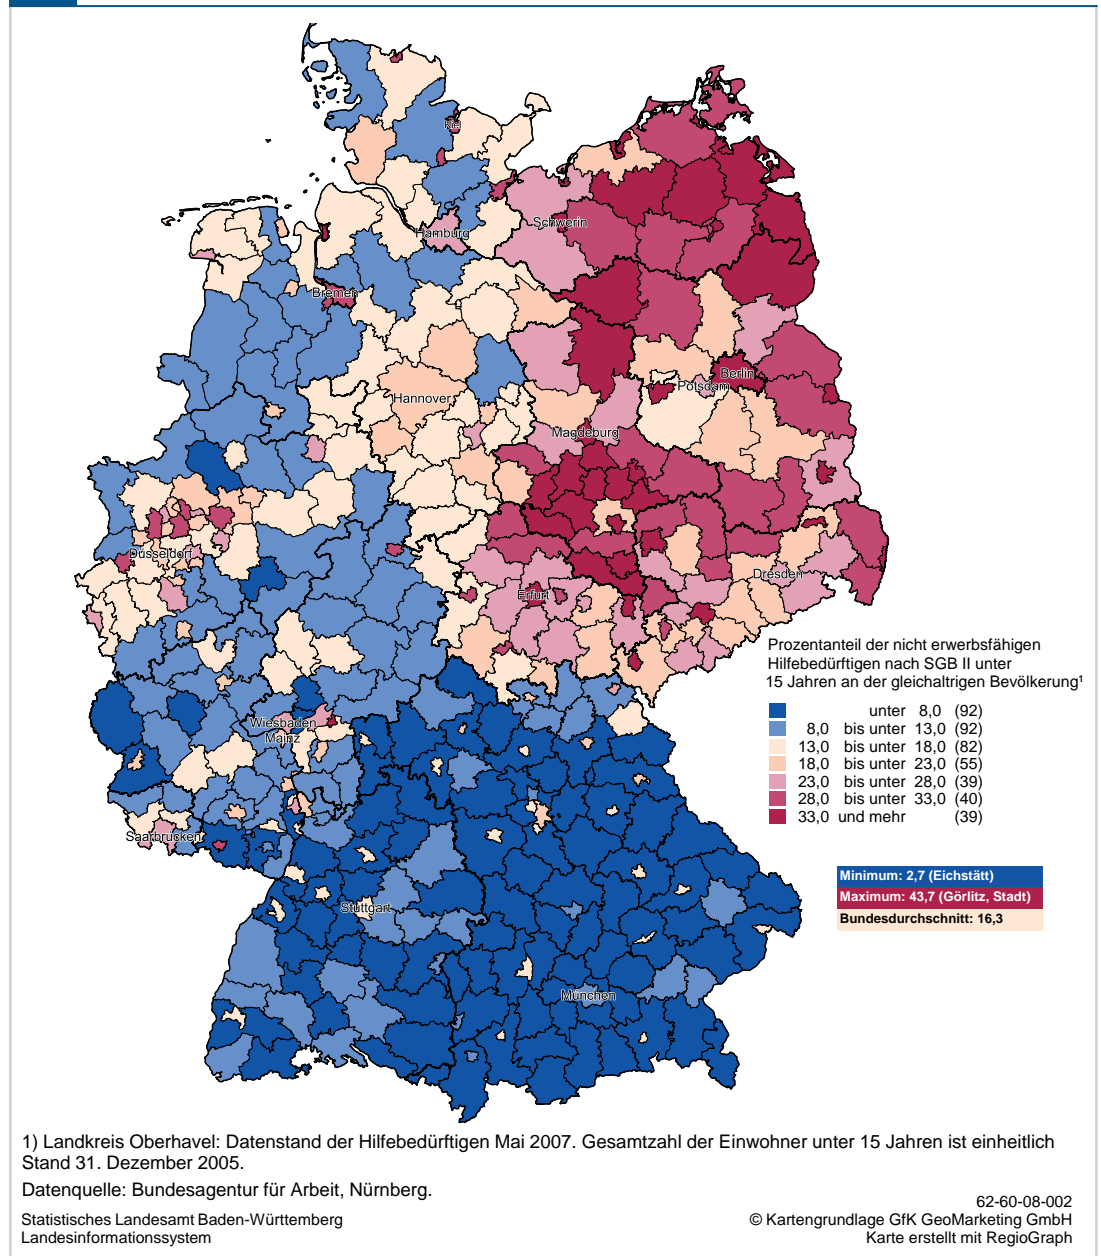 Kiel
Schwerin
Hamburg
Bremen
Berlin
Potsdam
Hannover
Magdeburg
Düsseldorf
Dresden
Erfurt
Prozentanteil der nicht erwerbsfähigen
Hilfebedürftigen nach SGB II unter
15 Jahren an der gleichaltrigen Bevölkerung¹
unter 8,0 (92)
8,0 bis unter 13,0 (92)
13,0 bis unter 18,0 (82)
18,0 bis unter 23,0 (55)
23,0 bis unter 28,0 (39)
28,0 bis unter 33,0 (40)
33,0 und mehr (39)
Wiesbaden
Mainz
Saarbrücken
Minimum: 2,7 (Eichstätt)
Maximum: 43,7 (Görlitz, Stadt)
Bundesdurchschnitt: 16,3
Stuttgart
München
1) Landkreis Oberhavel: Datenstand der Hilfebedürftigen Mai 2007. Gesamtzahl der Einwohner unter 15 Jahren ist einheitlich
Stand 31. Dezember 2005.
Datenquelle: Bundesagentur für Arbeit, Nürnberg.
Statistisches Landesamt Baden-Württemberg
Landesinformationssystem
62-60-08-002
© Kartengrundlage GfK GeoMarketing GmbH
Karte erstellt mit RegioGraph